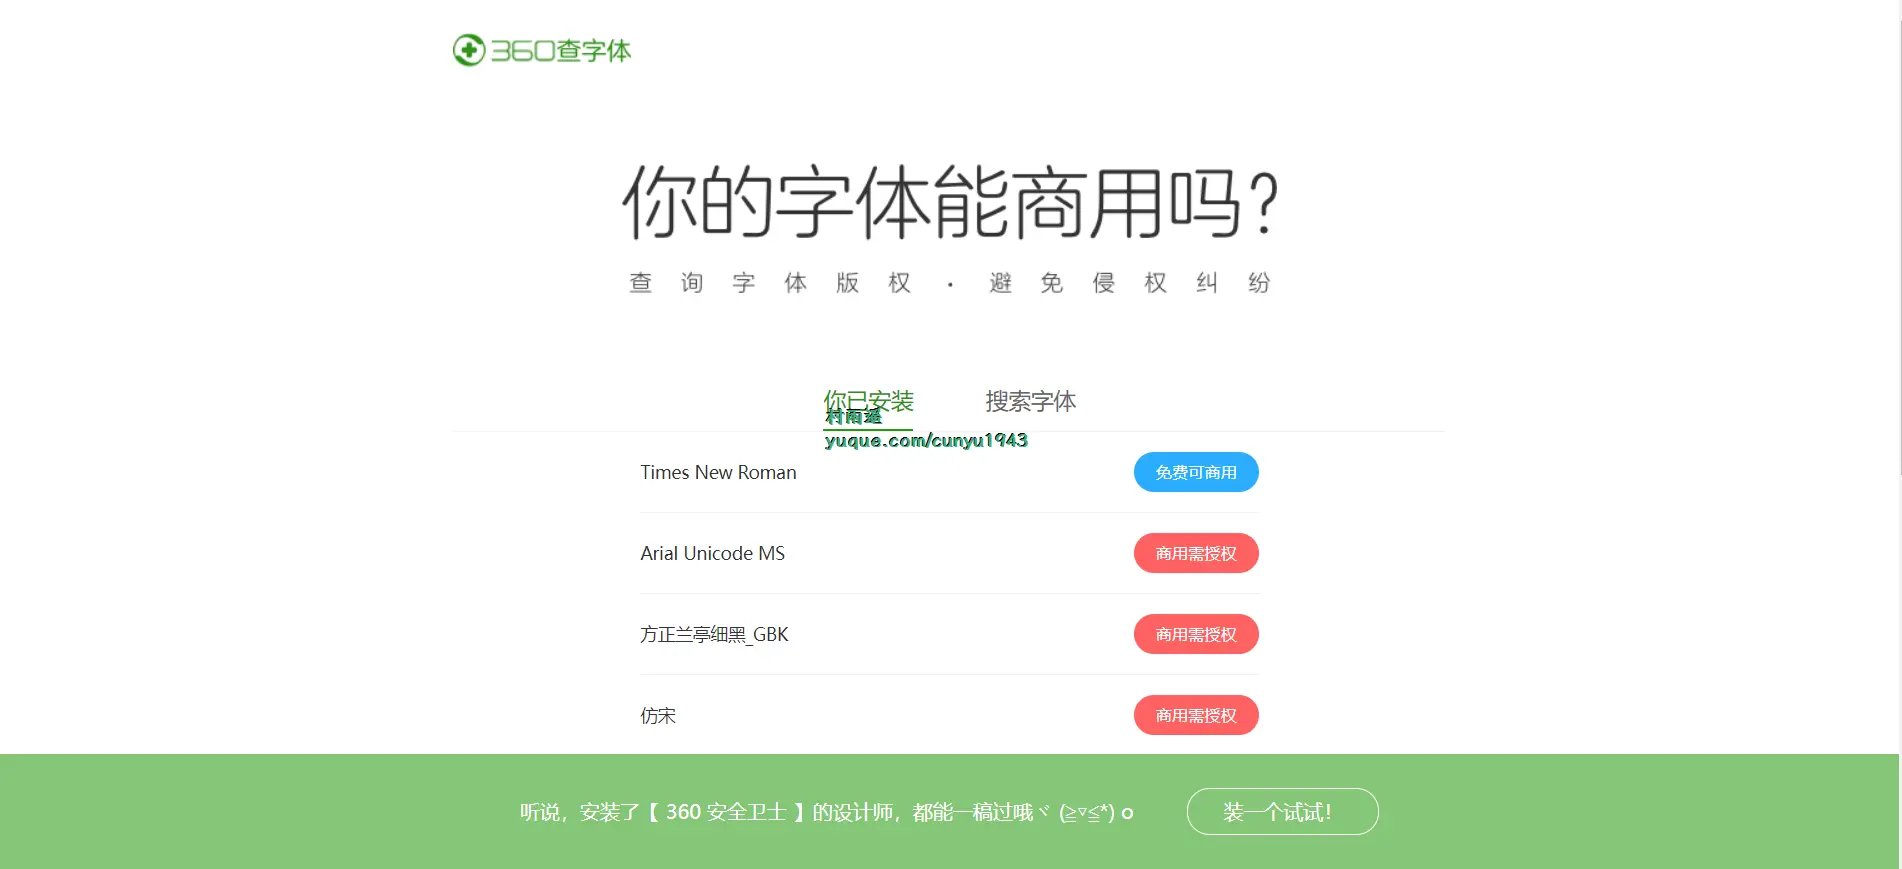 360查字体
你的字体能商用吗?
查询字体版权·避免侵权纠纷
你已安装 搜索字体
村雨遥
yuque.com/cunyu1943
Times New Roman 免费可商用
Arial Unicode MS 商用需授权
方正兰亭细黑_GBK 商用需授权
仿宋 商用需授权
听说，安装了【 360 安全卫士 】的设计师，都能一稿过哦ヾ(≥▽≤*)o 装一个试试！